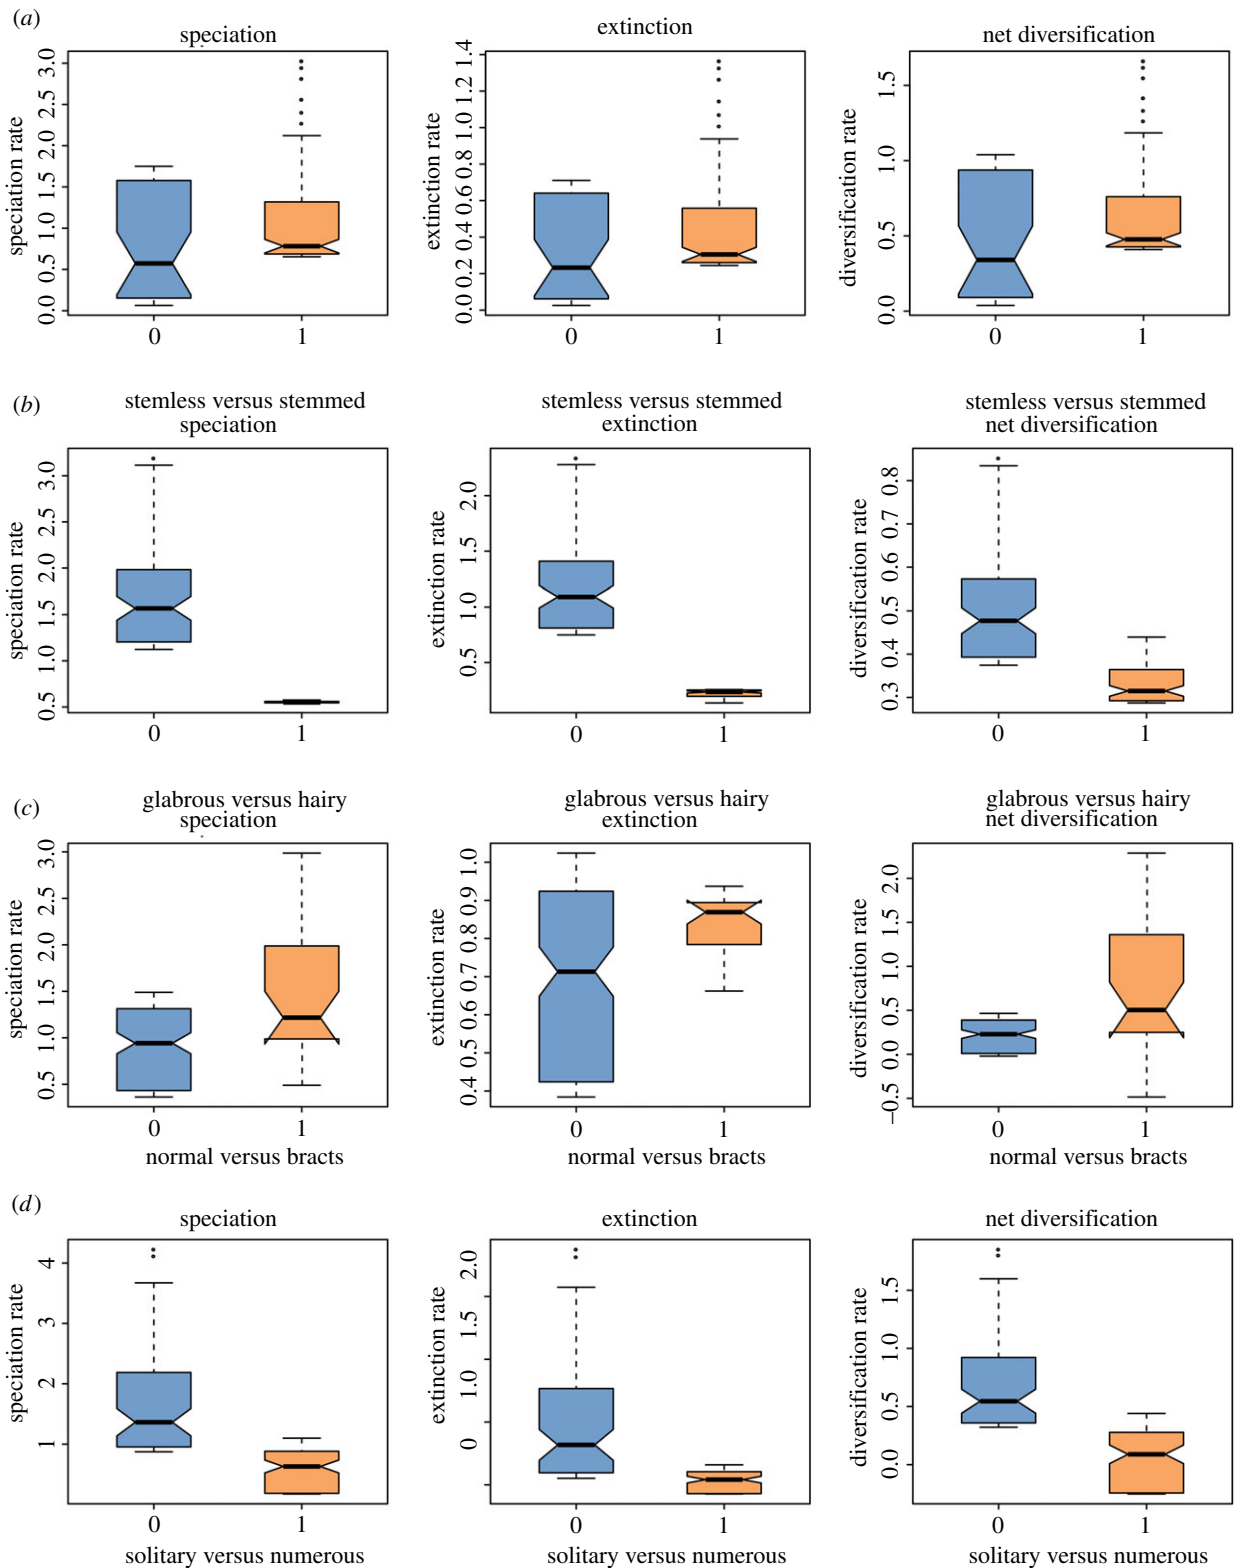 (a)
speciation
extinction
net diversification
speciation rate
0.0 0.5 1.0 1.5 2.0 2.5 3.0
0 1
extinction rate
0.0 0.2 0.4 0.6 0.8 1.0 1.2 1.4
0 1
diversification rate
0.0 0.5 1.0 1.5
0 1
stemless versus stemmed
stemless versus stemmed
stemless versus stemmed
(b)
speciation
extinction
net diversification
speciation rate
0.5 1.0 1.5 2.0 2.5 3.0
0 1
extinction rate
0.5 1.0 1.5 2.0
0 1
diversification rate
0.3 0.4 0.5 0.6 0.7 0.8
0 1
glabrous versus hairy
glabrous versus hairy
glabrous versus hairy
(c)
speciation
extinction
net diversification
speciation rate
0.5 1.0 1.5 2.0 2.5 3.0
0 1
extinction rate
0.4 0.5 0.6 0.7 0.8 0.9 1.0
0 1
diversification rate
−0.5 0.0 0.5 1.0 1.5 2.0
0 1
normal versus bracts
normal versus bracts
normal versus bracts
(d)
speciation
extinction
net diversification
speciation rate
1 2 3 4
0 1
extinction rate
0 1.0 1.5 2.0
0 1
diversification rate
0.0 0.5 1.0 1.5
0 1
solitary versus numerous
solitary versus numerous
solitary versus numerous